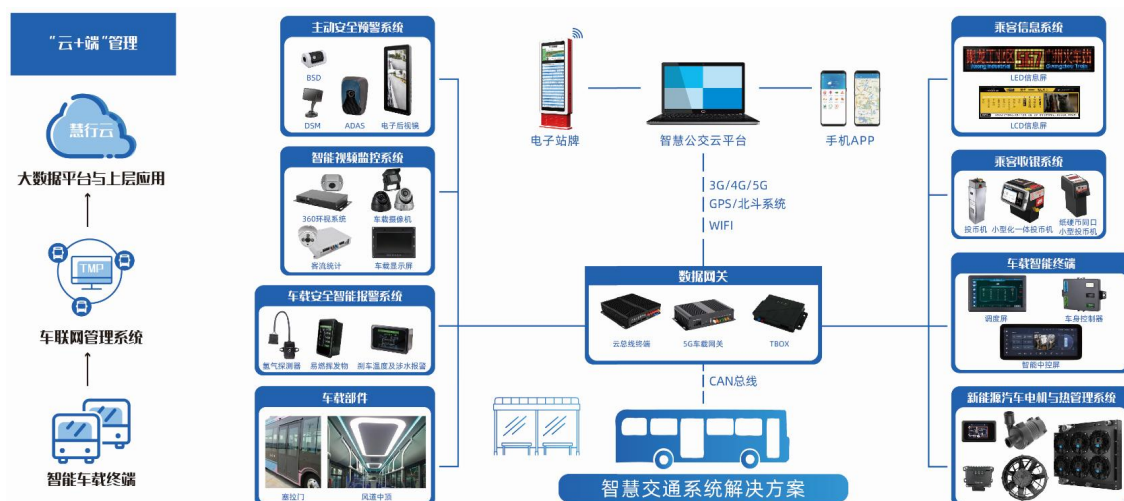 “云+端”管理
慧行云
大数据平台与上层应用
TMP
车联网管理系统
智能车载终端
主动安全预警系统
BSD
DSM
ADAS
电子后视镜
智能视频监控系统
360环视系统
车载摄像机
客流统计
车载显示屏
车载安全智能报警系统
氢气探测器
易燃挥发物
刹车温度及涉水报警
车载部件
塞拉门
风道中顶
电子站牌
智慧公交云平台
手机APP
3G/4G/5G
GPS/北斗系统
WIFI
数据网关
云总线终端
5G车载网关
TBOX
CAN总线
智慧交通系统解决方案
乘客信息系统
LED信息屏
LCD信息屏
乘客收银系统
投币机
小型化一体投币机
纸硬币同口
小型投币机
车载智能终端
调度屏
车身控制器
智能中控屏
新能源汽车电机与热管理系统